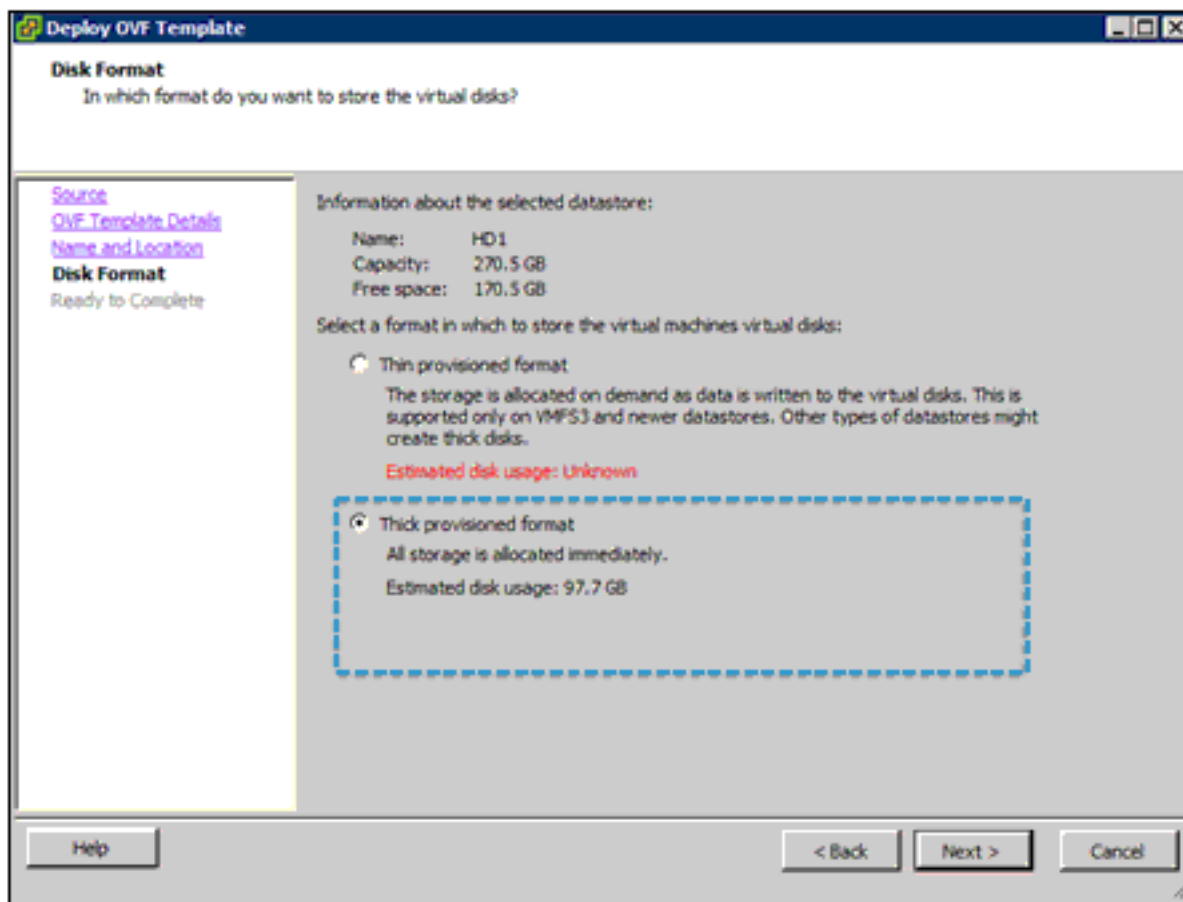 Deploy OVF Template
Disk Format
In which format do you want to store the virtual disks?
Source
OVF Template Details
Name and Location
Disk Format
Ready to Complete
Information about the selected datastore:
Name: HD1
Capacity: 270.5 GB
Free space: 170.5 GB
Select a format in which to store the virtual machines virtual disks:
Thin provisioned format
The storage is allocated on demand as data is written to the virtual disks. This is
supported only on VMFS3 and newer datastores. Other types of datastores might
create thick disks.
Estimated disk usage: Unknown
Thick provisioned format
All storage is allocated immediately.
Estimated disk usage: 97.7 GB
Help
< Back
Next >
Cancel